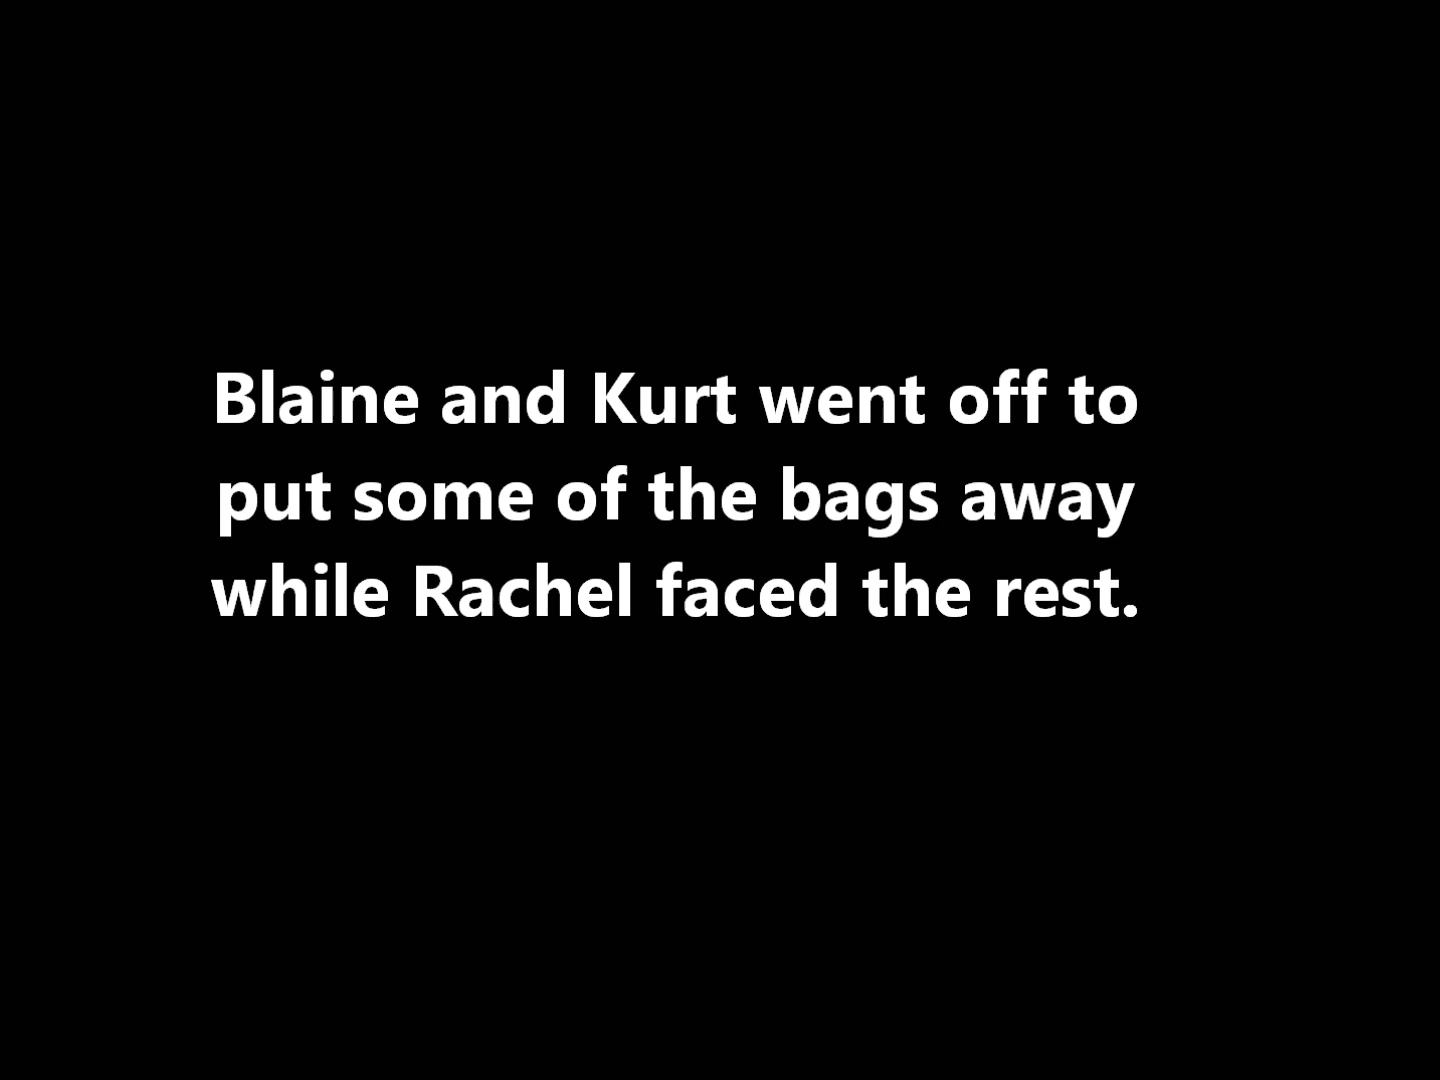 Blaine and Kurt went off to
put some of the bags away
while Rachel faced the rest.